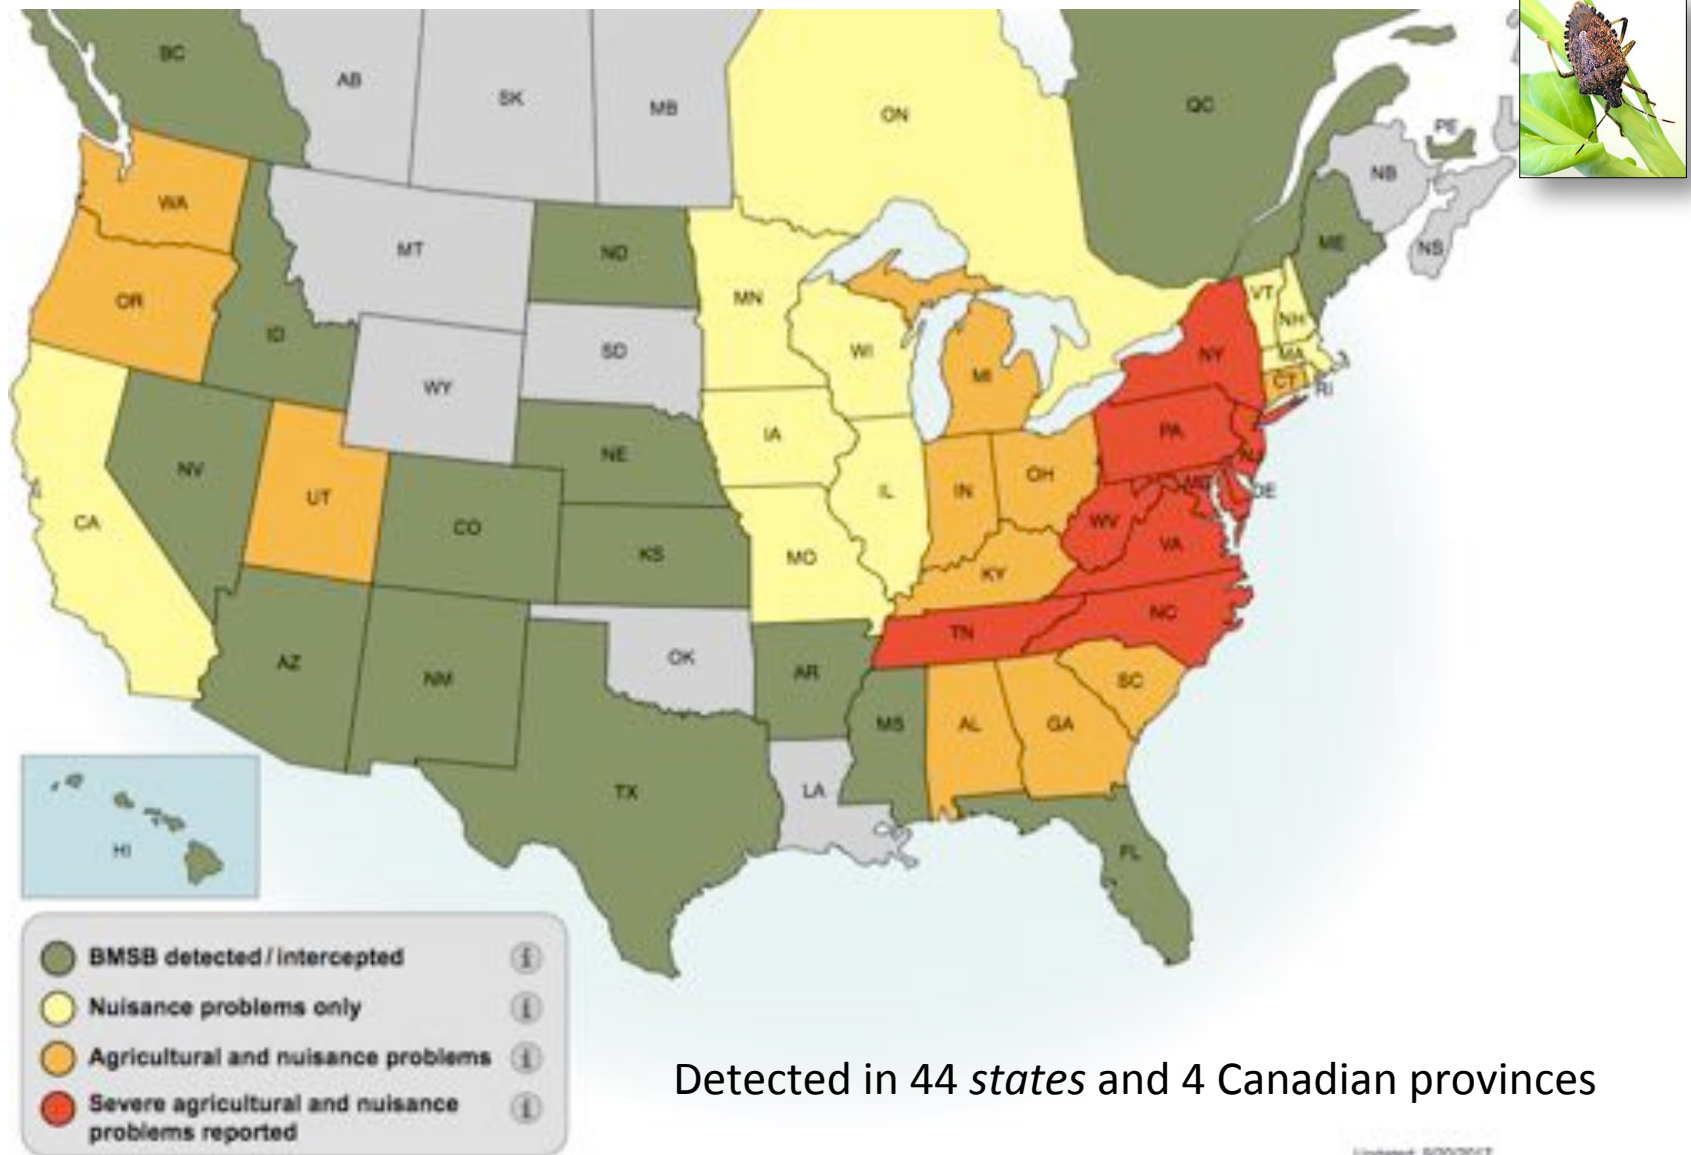 BC
AB
SK
MB
ON
QC
PE
NB
NS
WA
MT
ND
MN
ME
OR
ID
SD
WI
VT
NH
WY
MI
NY
MA
CT
RI
IA
NE
PA
NJ
NV
UT
CO
IL
IN
OH
MD
DE
CA
KS
MO
WV
VA
KY
NC
TN
AZ
NM
OK
AR
SC
MS
AL
GA
TX
LA
FL
HI
BMSB detected / intercepted i
Nuisance problems only i
Agricultural and nuisance problems i
Severe agricultural and nuisance i
problems reported
Detected in 44 states and 4 Canadian provinces